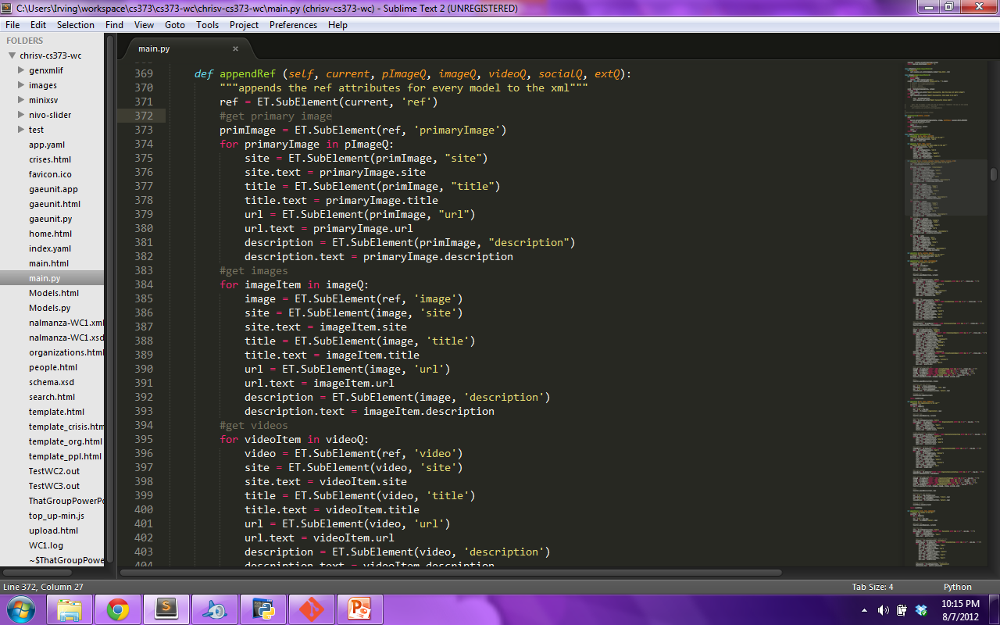 C:\Users\Irving\workspace\cs373\cs373-wc\chrisv-cs373-wc\main.py (chrisv-cs373-wc) - Sublime Text 2 (UNREGISTERED)
File Edit Selection Find View Goto Tools Project Preferences Help
FOLDERS
chrisv-cs373-wc
genxmlif
images
minixsv
nivo-slider
test
app.yaml
crises.html
favicon.ico
gaeunit.app
gaeunit.html
gaeunit.py
home.html
index.yaml
main.html
main.py
Models.html
Models.py
nalmanza-WC1.xml
nalmanza-WC1.xsd
organizations.html
people.html
schema.xsd
search.html
template.html
template_crisis.htm
template_org.html
template_ppl.html
TestWC2.out
TestWC3.out
ThatGroupPowerPo
top_up-min.js
upload.html
WC1.log
~$ThatGroupPowe
main.py
369 def appendRef (self, current, pImageQ, imageQ, videoQ, socialQ, extQ):
370 """appends the ref attributes for every model to the xml"""
371 ref = ET.SubElement(current, 'ref')
372 #get primary image
373 primImage = ET.SubElement(ref, 'primaryImage')
374 for primaryImage in pImageQ:
375 site = ET.SubElement(primImage, "site")
376 site.text = primaryImage.site
377 title = ET.SubElement(primImage, "title")
378 title.text = primaryImage.title
379 url = ET.SubElement(primImage, "url")
380 url.text = primaryImage.url
381 description = ET.SubElement(primImage, "description")
382 description.text = primaryImage.description
383 #get images
384 for imageItem in imageQ:
385 image = ET.SubElement(ref, 'image')
386 site = ET.SubElement(image, 'site')
387 site.text = imageItem.site
388 title = ET.SubElement(image, 'title')
389 title.text = imageItem.title
390 url = ET.SubElement(image, 'url')
391 url.text = imageItem.url
392 description = ET.SubElement(image, 'description')
393 description.text = imageItem.description
394 #get videos
395 for videoItem in videoQ:
396 video = ET.SubElement(ref, 'video')
397 site = ET.SubElement(video, 'site')
398 site.text = videoItem.site
399 title = ET.SubElement(video, 'title')
400 title.text = videoItem.title
401 url = ET.SubElement(video, 'url')
402 url.text = videoItem.url
403 description = ET.SubElement(video, 'description')
404 description.text = videoItem.description
Line 372, Column 27
Tab Size: 4
Python
10:15 PM
8/7/2012